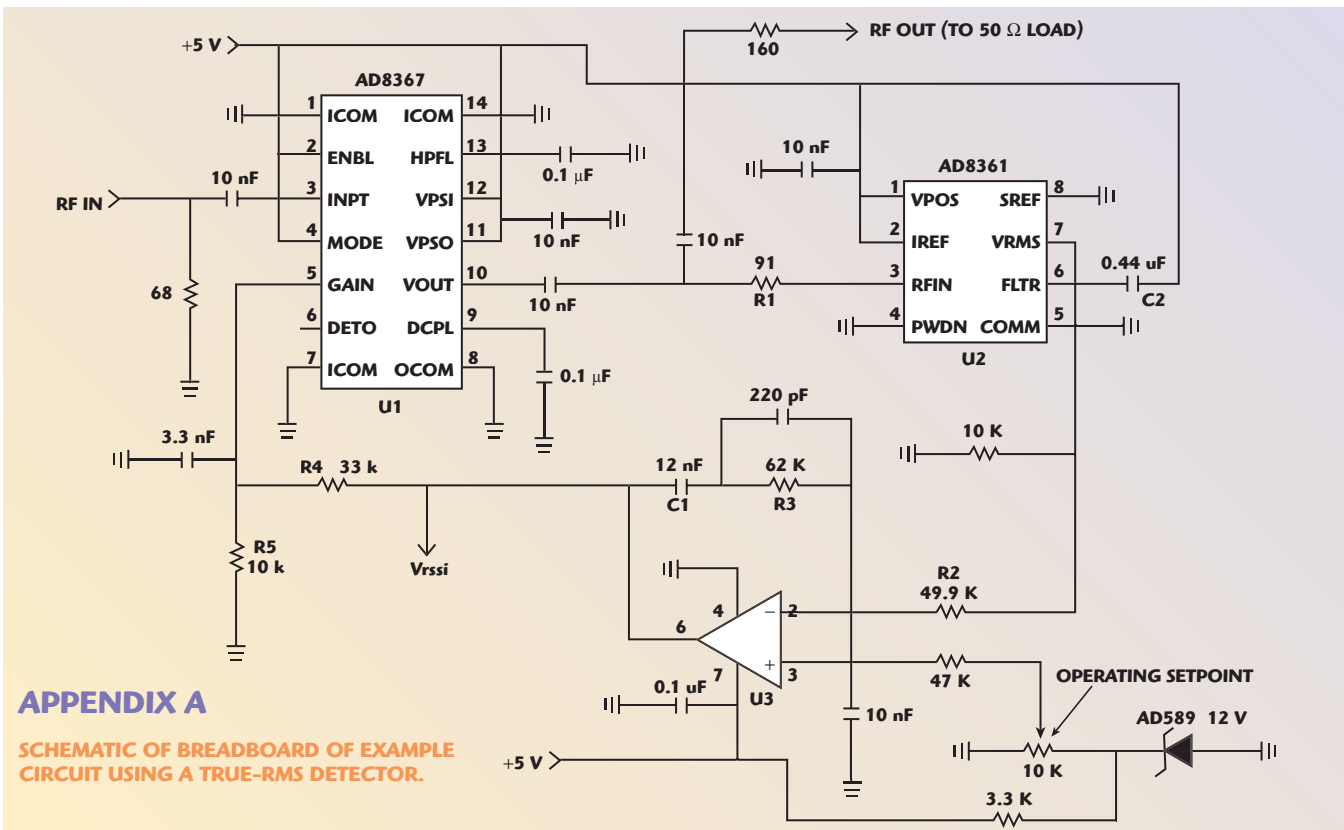 +5 V
160
RF OUT (TO 50 Ω LOAD)
AD8367
1 ICOM ICOM 14
2 ENBL HPFL 13
3 INPT VPSI 12
4 MODE VPSO 11
5 GAIN VOUT 10
6 DETO DCPL 9
7 ICOM OCOM 8
U1
RF IN
10 nF
68
0.1 µF
10 nF
10 nF
10 nF
0.1 µF
91
R1
10 nF
AD8361
1 VPOS SREF 8
2 IREF VRMS 7
3 RFIN FLTR 6
4 PWDN COMM 5
U2
0.44 uF
C2
3.3 nF
R4 33 k
R5
10 k
Vrssi
12 nF
C1
220 pF
62 K
R3
10 K
R2
49.9 K
4
2
6
−
+
7
3
U3
47 K
0.1 uF
10 nF
OPERATING SETPOINT
10 K
AD589 12 V
3.3 K
+5 V
APPENDIX A
SCHEMATIC OF BREADBOARD OF EXAMPLE
CIRCUIT USING A TRUE-RMS DETECTOR.